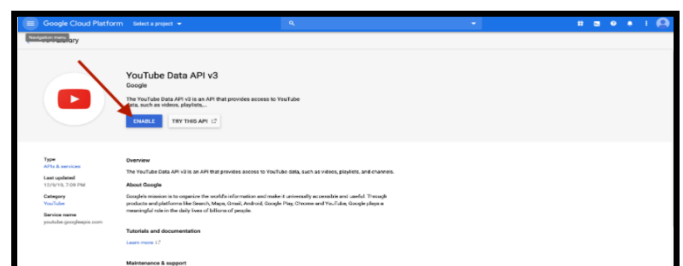 Google Cloud Platform Select a project
Navigation menu
Library
YouTube Data API v3
Google
The YouTube Data API v3 is an API that provides access to YouTube
data, such as videos, playlists,...
ENABLE TRY THIS API
Type
APIs & services
Last updated
7:09 PM
Category
YouTube
Service name
youtube.googleapis.com
Overview
The YouTube Data API v3 is an API that provides access to YouTube data, such as videos, playlists, and channels.
About Google
Google's mission is to organize the world's information and make it universally accessible and useful. Through
products and platforms like Search, Maps, Gmail, Android, Google Play, Chrome and YouTube, Google plays a
meaningful role in the daily lives of billions of people.
Tutorials and documentation
Learn more
Maintenance & support